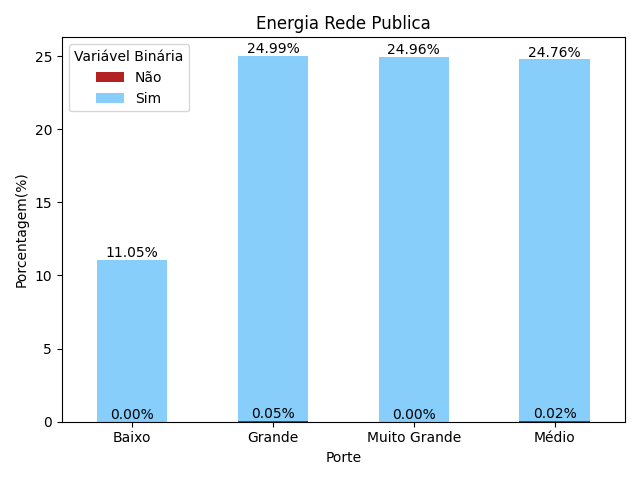 Energia Rede Publica
Variável Binária
Não
Sim
24.99%
24.96%
24.76%
11.05%
0.00%
0.05%
0.00%
0.02%
25
20
15
10
5
0
Porcentagem(%)
Baixo
Grande
Muito Grande
Médio
Porte